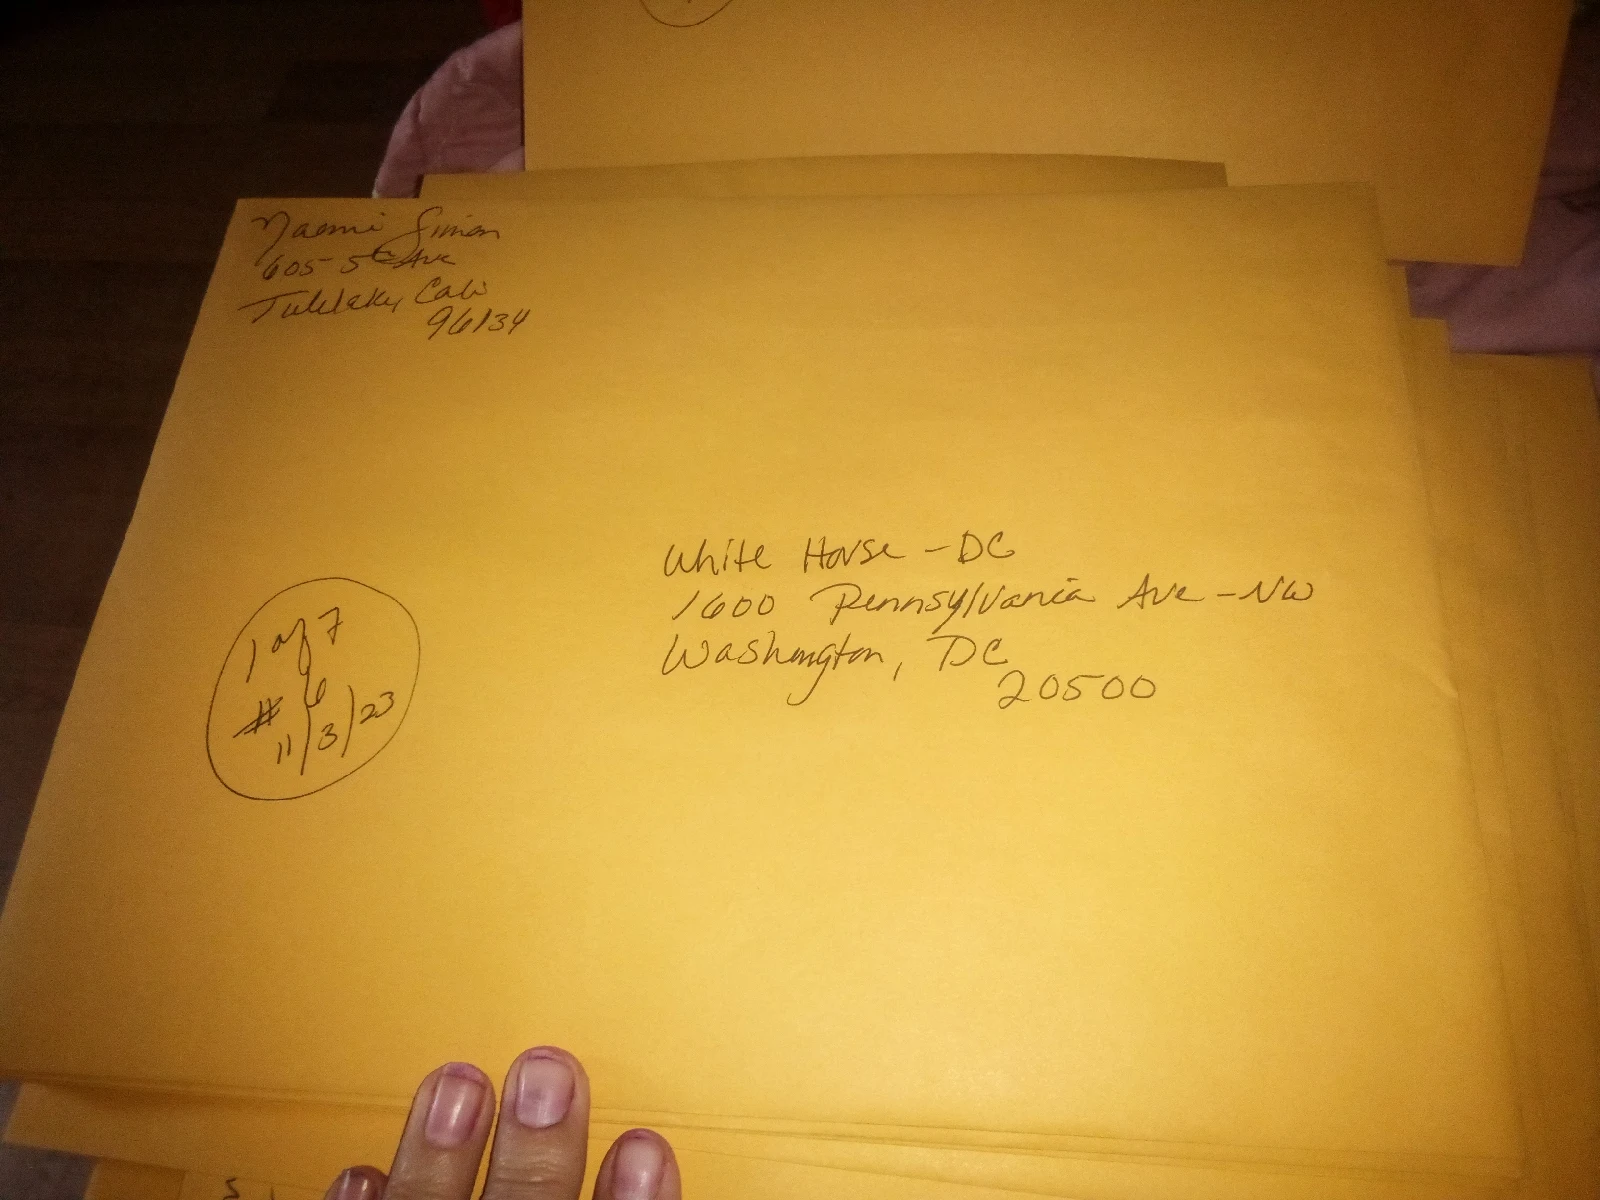 Naomi Simon
605 5th Ave
Tulelake, Calif
96134
White House - DC
1600 Pennsylvania Ave - NW
Washington, DC
20500
1 of 7
# 6
11/3/23